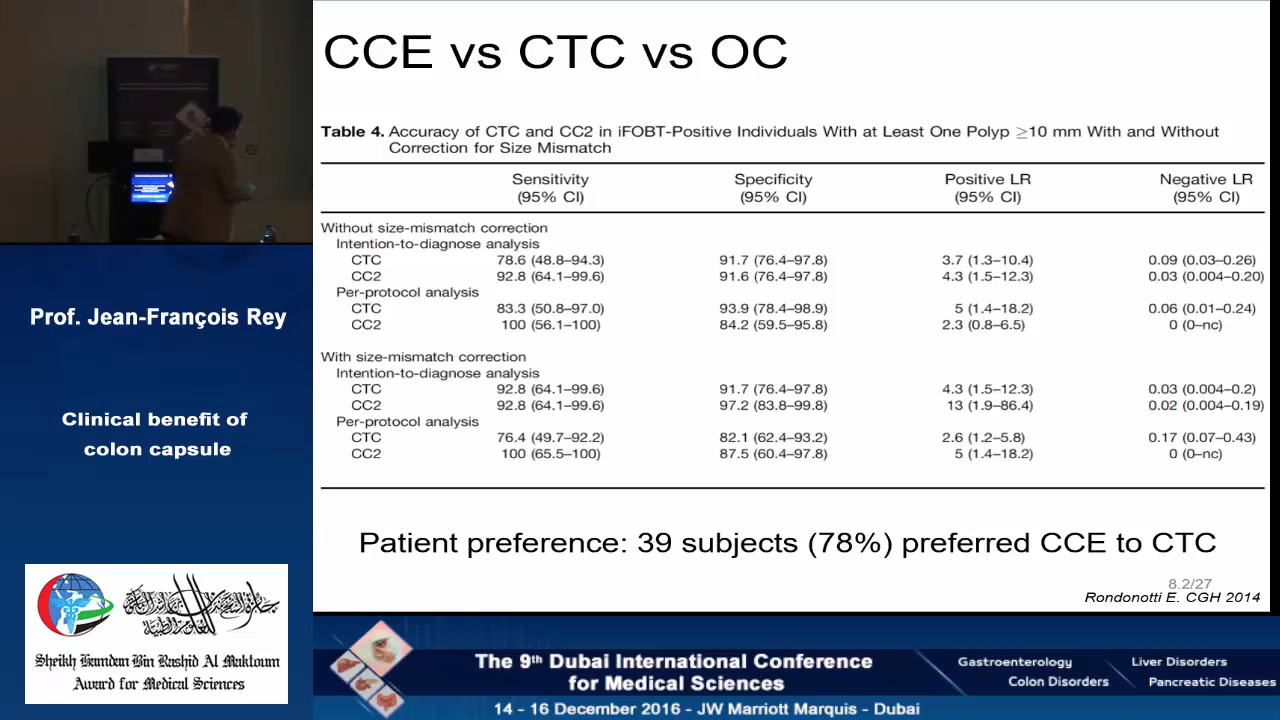 CCE vs CTC vs OC
Table 4. Accuracy of CTC and CC2 in iFOBT-Positive Individuals With at Least One Polyp ≥10 mm With and Without
Correction for Size Mismatch
Sensitivity (95% CI) Specificity (95% CI) Positive LR (95% CI) Negative LR (95% CI)
Without size-mismatch correction
Intention-to-diagnose analysis
CTC 78.6 (48.8–94.3) 91.7 (76.4–97.8) 3.7 (1.3–10.4) 0.09 (0.03–0.26)
CC2 92.8 (64.1–99.6) 91.6 (76.4–97.8) 4.3 (1.5–12.3) 0.03 (0.004–0.20)
Per-protocol analysis
CTC 83.3 (50.8–97.0) 93.9 (78.4–98.9) 5 (1.4–18.2) 0.06 (0.01–0.24)
CC2 100 (56.1–100) 84.2 (59.5–95.8) 2.3 (0.8–6.5) 0 (0–nc)
With size-mismatch correction
Intention-to-diagnose analysis
CTC 92.8 (64.1–99.6) 91.7 (76.4–97.8) 4.3 (1.5–12.3) 0.03 (0.004–0.2)
CC2 92.8 (64.1–99.6) 97.2 (83.8–99.8) 13 (1.9–86.4) 0.02 (0.004–0.19)
Per-protocol analysis
CTC 76.4 (49.7–92.2) 82.1 (62.4–93.2) 2.6 (1.2–5.8) 0.17 (0.07–0.43)
CC2 100 (65.5–100) 87.5 (60.4–97.8) 5 (1.4–18.2) 0 (0–nc)
Patient preference: 39 subjects (78%) preferred CCE to CTC
8.2/27
Rondonotti E. CGH 2014
Prof. Jean-François Rey
Clinical benefit of
colon capsule
Sheikh Hamdan Bin Rashid Al Maktoum
Award for Medical Sciences
The 9th Dubai International Conference
for Medical Sciences
14 - 16 December 2016 - JW Marriott Marquis - Dubai
Gastroenterology Liver Disorders
Colon Disorders Pancreatic Diseases